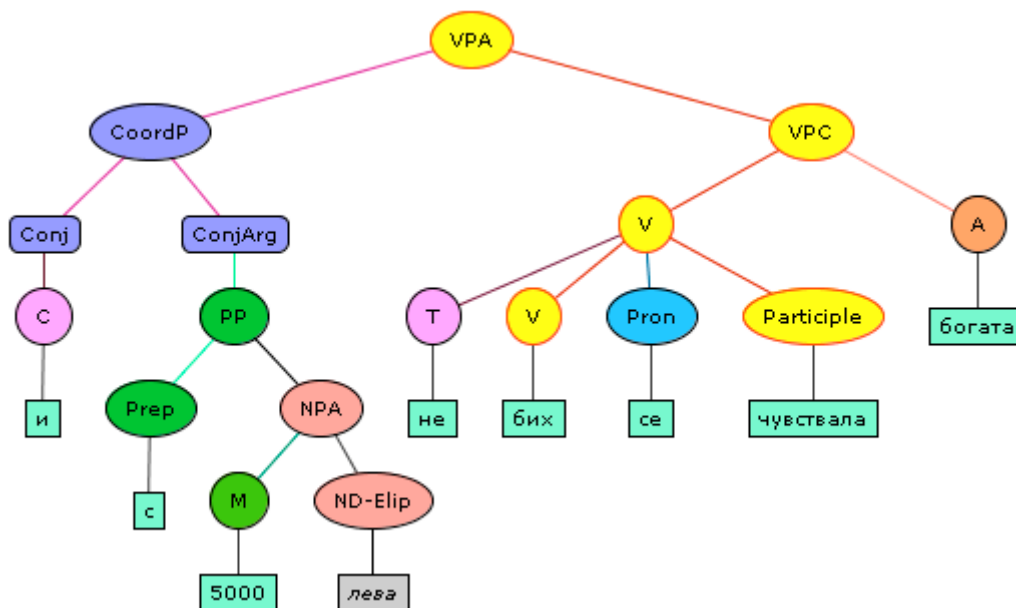 VPA
CoordP VPC
Conj ConjArg V A
C PP T V Pron Participle богата
и Prep NPA не бих се чувствала
с M ND-Elip
5000 лева